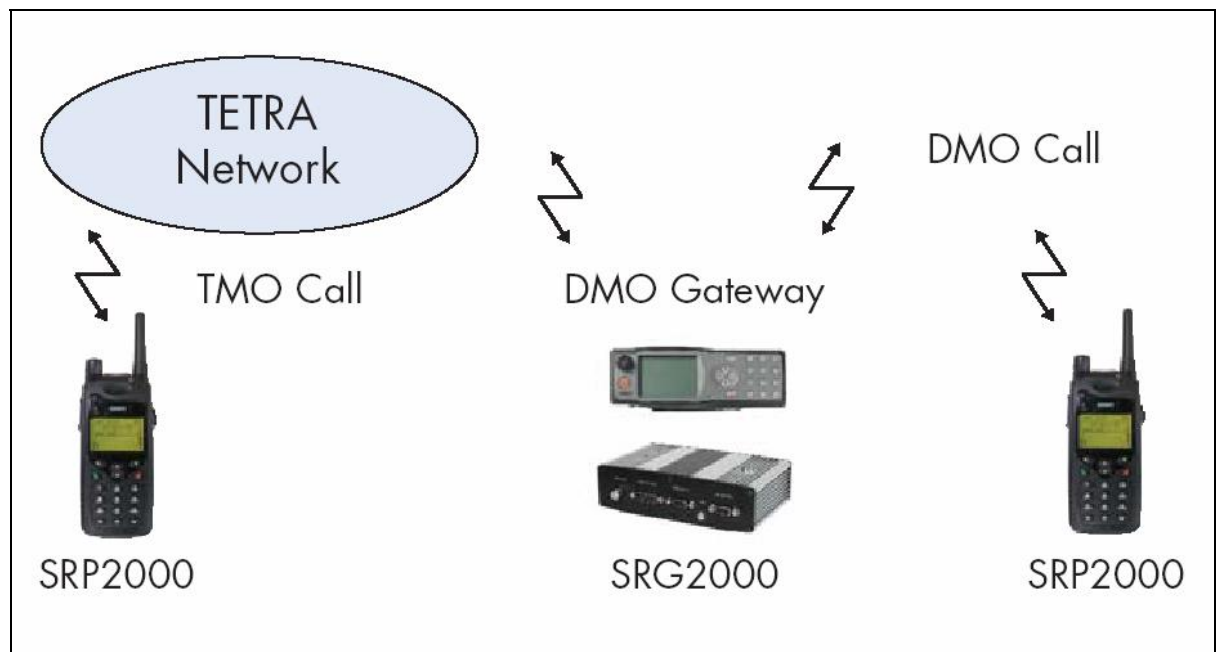 TETRA
Network
DMO Call
TMO Call
DMO Gateway
SRP2000
SRG2000
SRP2000